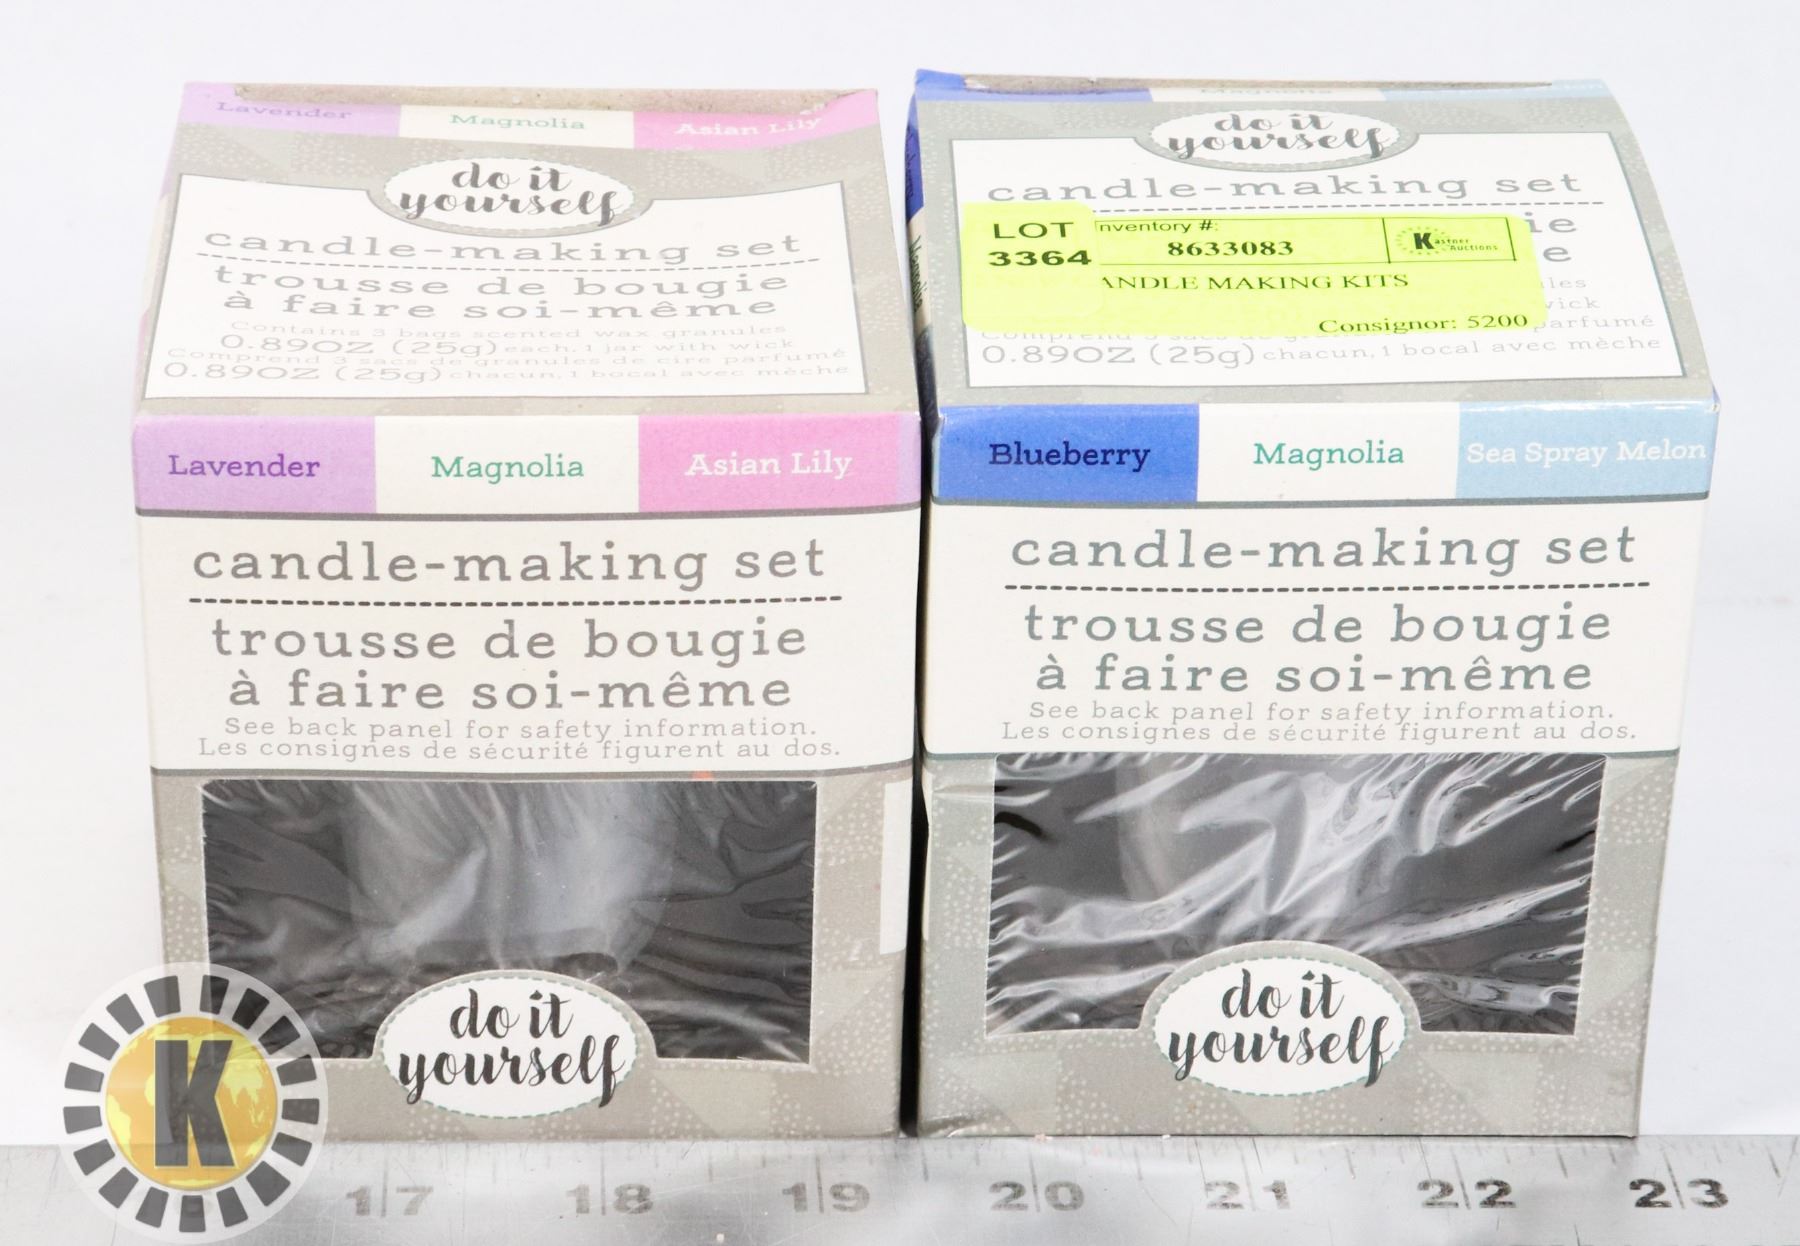 Lavender Magnolia Asian Lily
do it
yourself
candle-making set
trousse de bougie
à faire soi-même
Contains 3 bags scented wax granules
0.89OZ (25g) each, 1 jar with wick
Comprend 3 sacs de granules de cire parfumé
0.89OZ (25g) chacun, 1 bocal avec mèche
Lavender Magnolia Asian Lily
candle-making set
trousse de bougie
à faire soi-même
See back panel for safety information.
Les consignes de sécurité figurent au dos.
do it
yourself
Magnolia
do it
yourself
candle-making set
ie
e
LOT
3364
nventory #:
8633083
Kastner
Auctions
ANDLE MAKING KITS
Consignor: 5200
parfumé
0.89OZ (25g) chacun, 1 bocal avec mèche
Blueberry Magnolia Sea Spray Melon
candle-making set
trousse de bougie
à faire soi-même
See back panel for safety information.
Les consignes de sécurité figurent au dos.
do it
yourself
K
17 18 19 20 21 22 23